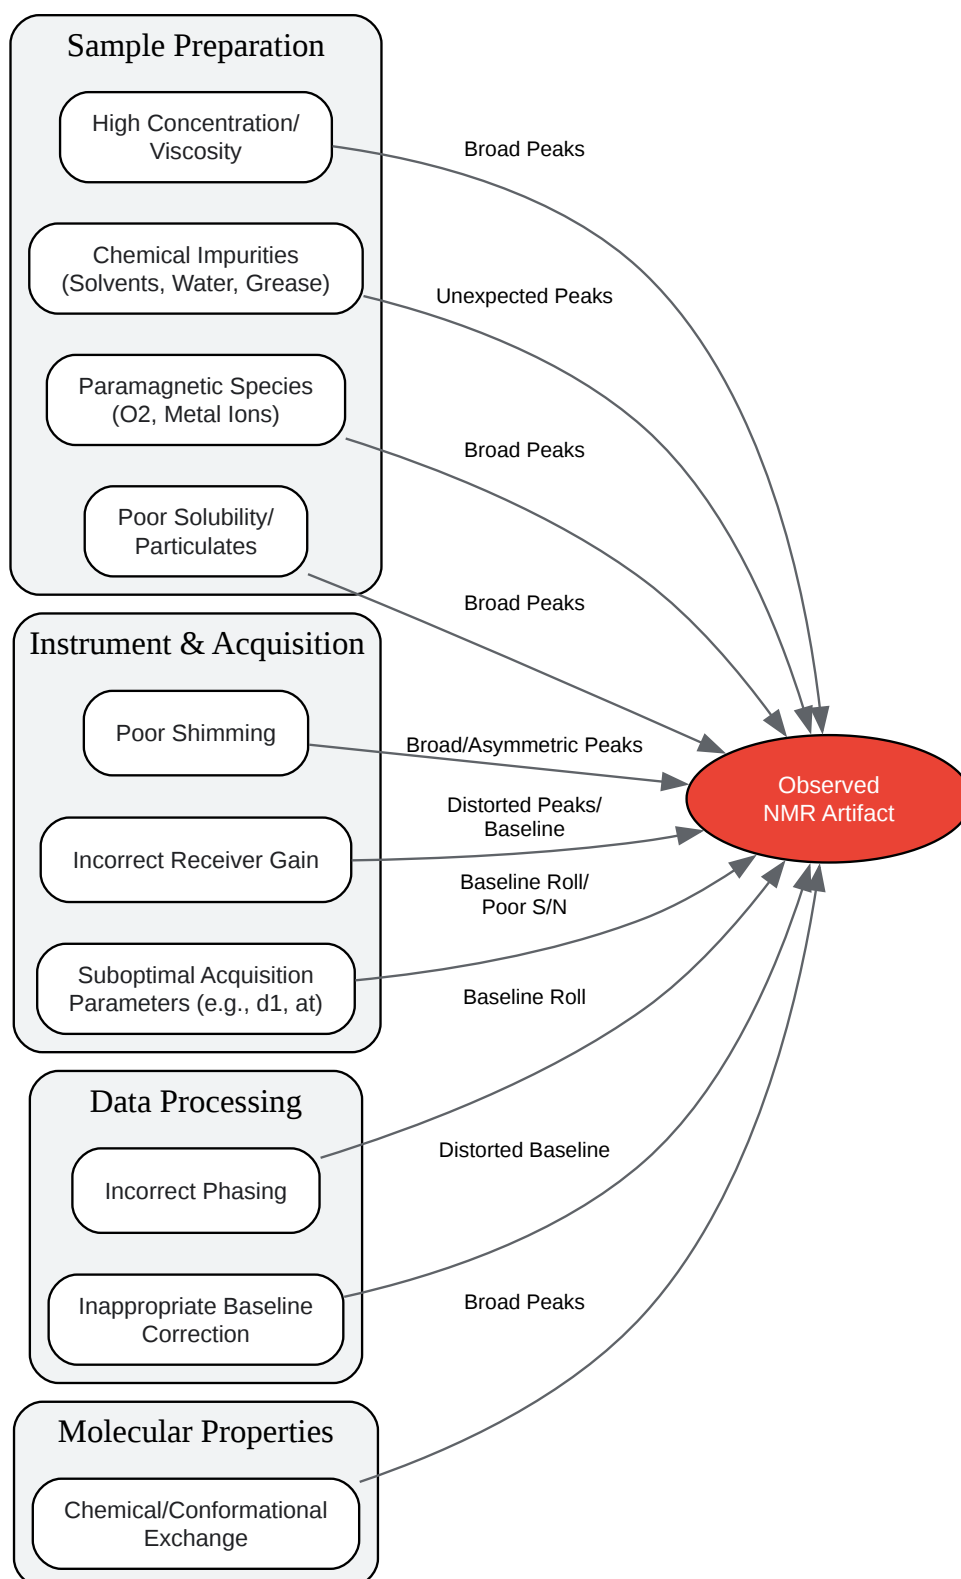 Sample Preparation
High Concentration/
Viscosity
Broad Peaks
Chemical Impurities
(Solvents, Water, Grease)
Unexpected Peaks
Paramagnetic Species
(O2, Metal Ions)
Broad Peaks
Poor Solubility/
Particulates
Broad Peaks
Instrument & Acquisition
Poor Shimming
Broad/Asymmetric Peaks
Observed
NMR Artifact
Incorrect Receiver Gain
Distorted Peaks/
Baseline
Suboptimal Acquisition
Parameters (e.g., d1, at)
Baseline Roll/
Poor S/N
Data Processing
Incorrect Phasing
Baseline Roll
Inappropriate Baseline
Correction
Distorted Baseline
Molecular Properties
Chemical/Conformational
Exchange
Broad Peaks